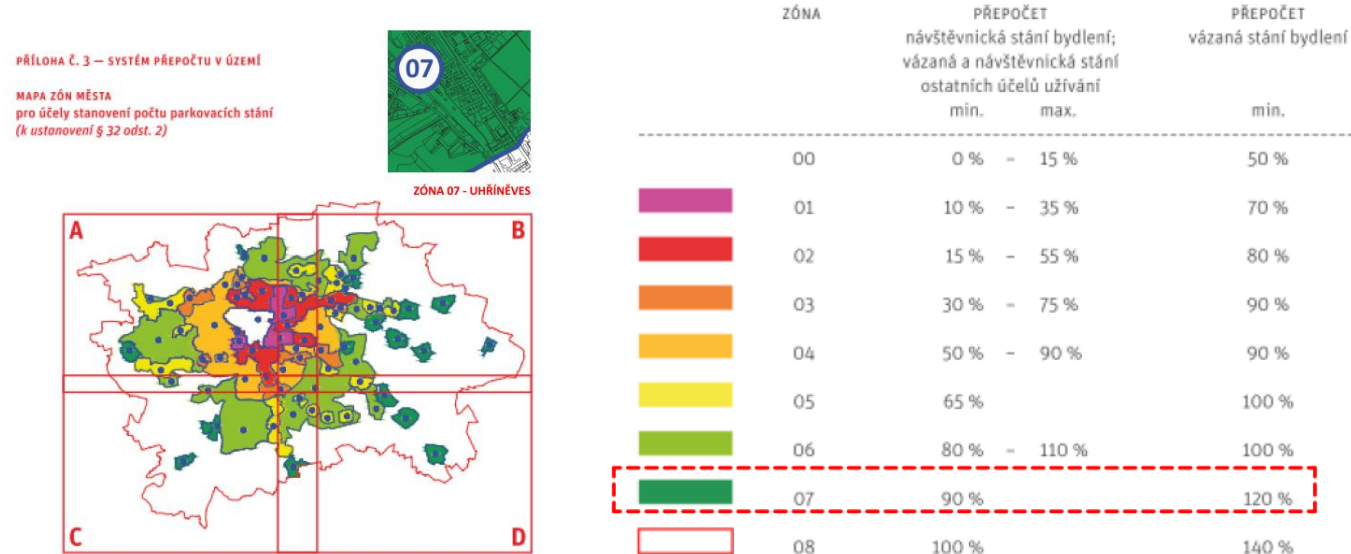 PŘÍLOHA Č. 3 — SYSTÉM PŘEPOČTU V ÚZEMÍ
MAPA ZÓN MĚSTA
pro účely stanovení počtu parkovacích stání
(k ustanovení § 32 odst. 2)
07
ZÓNA 07 - UHŘÍNĚVES
A
B
C
D
ZÓNA
PŘEPOČET
návštěvnická stání bydlení;
vázaná a návštěvnická stání
ostatních účelů užívání
min. max.
PŘEPOČET
vázaná stání bydlení
min.
00 0 % – 15 % 50 %
01 10 % – 35 % 70 %
02 15 % – 55 % 80 %
03 30 % – 75 % 90 %
04 50 % – 90 % 90 %
05 65 % 100 %
06 80 % – 110 % 100 %
07 90 % 120 %
08 100 % 140 %